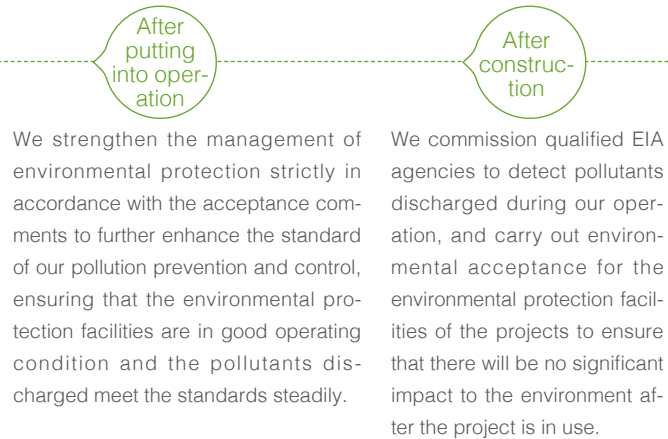 After
putting
into oper-
ation
We strengthen the management of
environmental protection strictly in
accordance with the acceptance com-
ments to further enhance the standard
of our pollution prevention and control,
ensuring that the environmental pro-
tection facilities are in good operating
condition and the pollutants dis-
charged meet the standards steadily.
After
construc-
tion
We commission qualified EIA
agencies to detect pollutants
discharged during our oper-
ation, and carry out environ-
mental acceptance for the
environmental protection facil-
ities of the projects to ensure
that there will be no significant
impact to the environment af-
ter the project is in use.